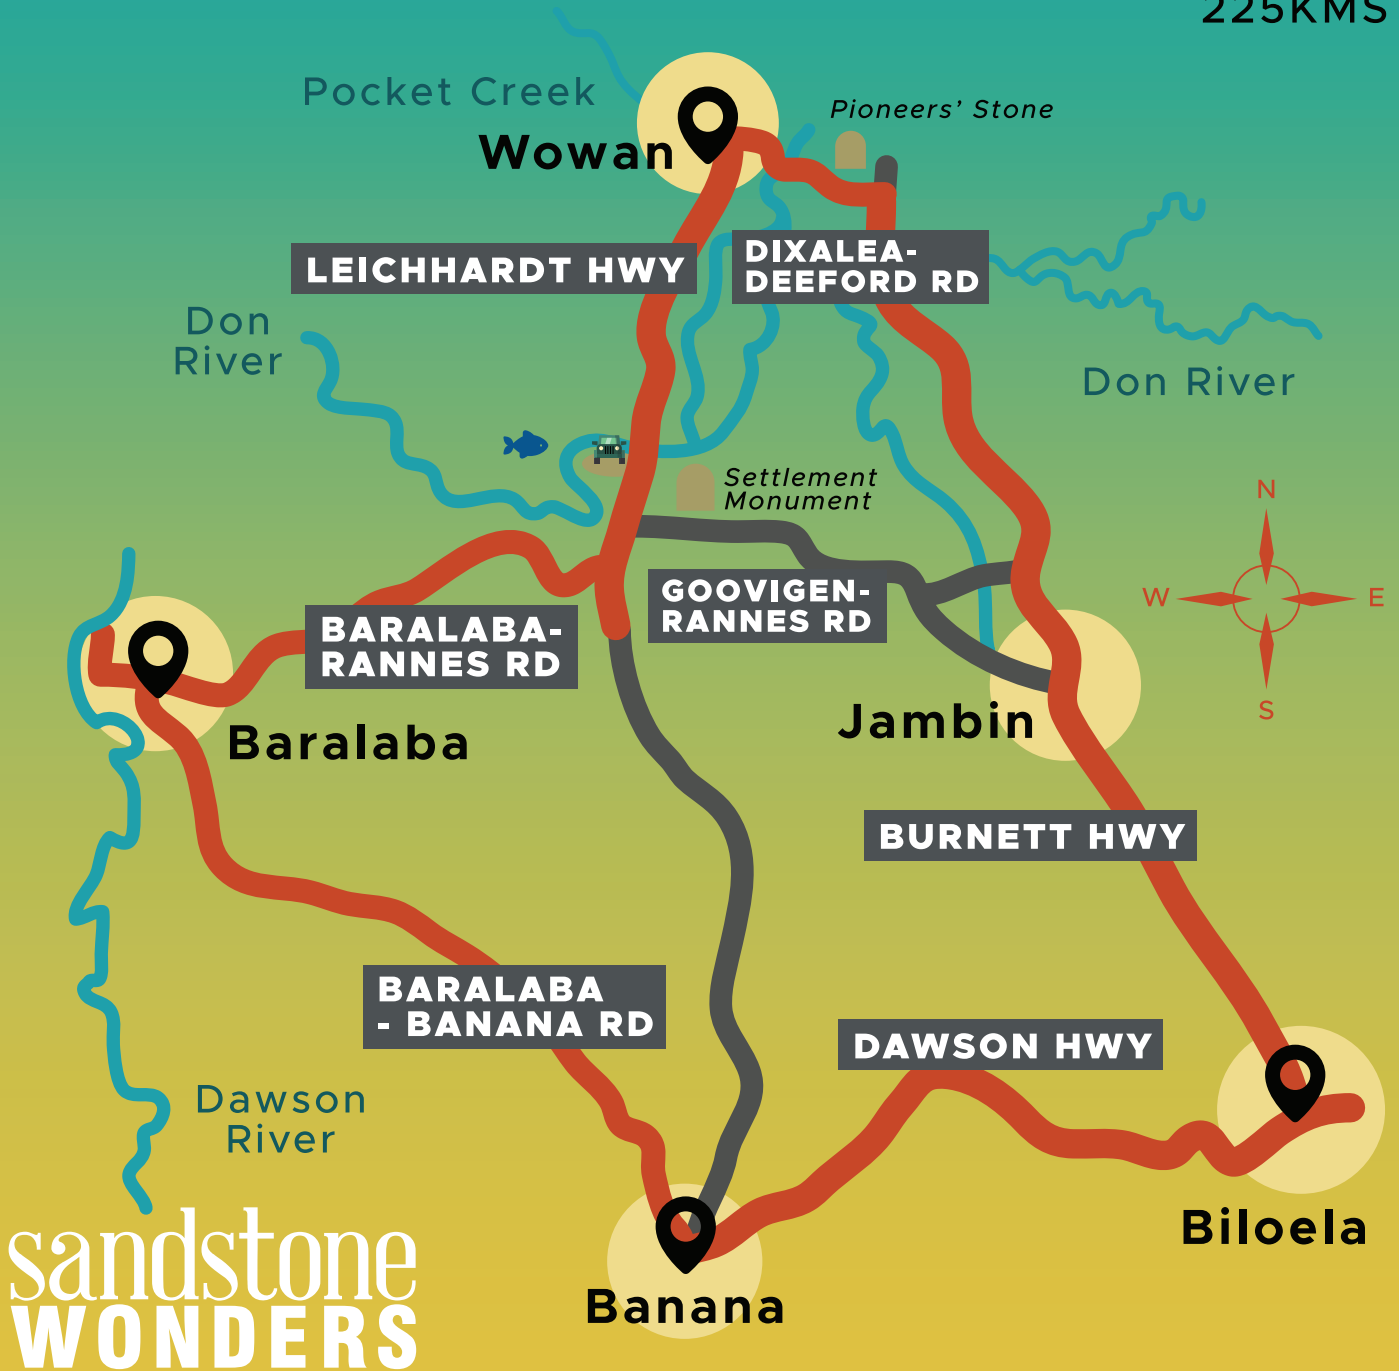 225KMS
Pocket Creek
Pioneers' Stone
Wowan
LEICHHARDT HWY
DIXALEA-
DEEFORD RD
Don
River
Don River
Settlement
Monument
N
W
E
S
GOOVIGEN-
RANNES RD
BARALABA-
RANNES RD
Baralaba
Jambin
BURNETT HWY
BARALABA
- BANANA RD
DAWSON HWY
Dawson
River
Biloela
Banana
sandstone
WONDERS